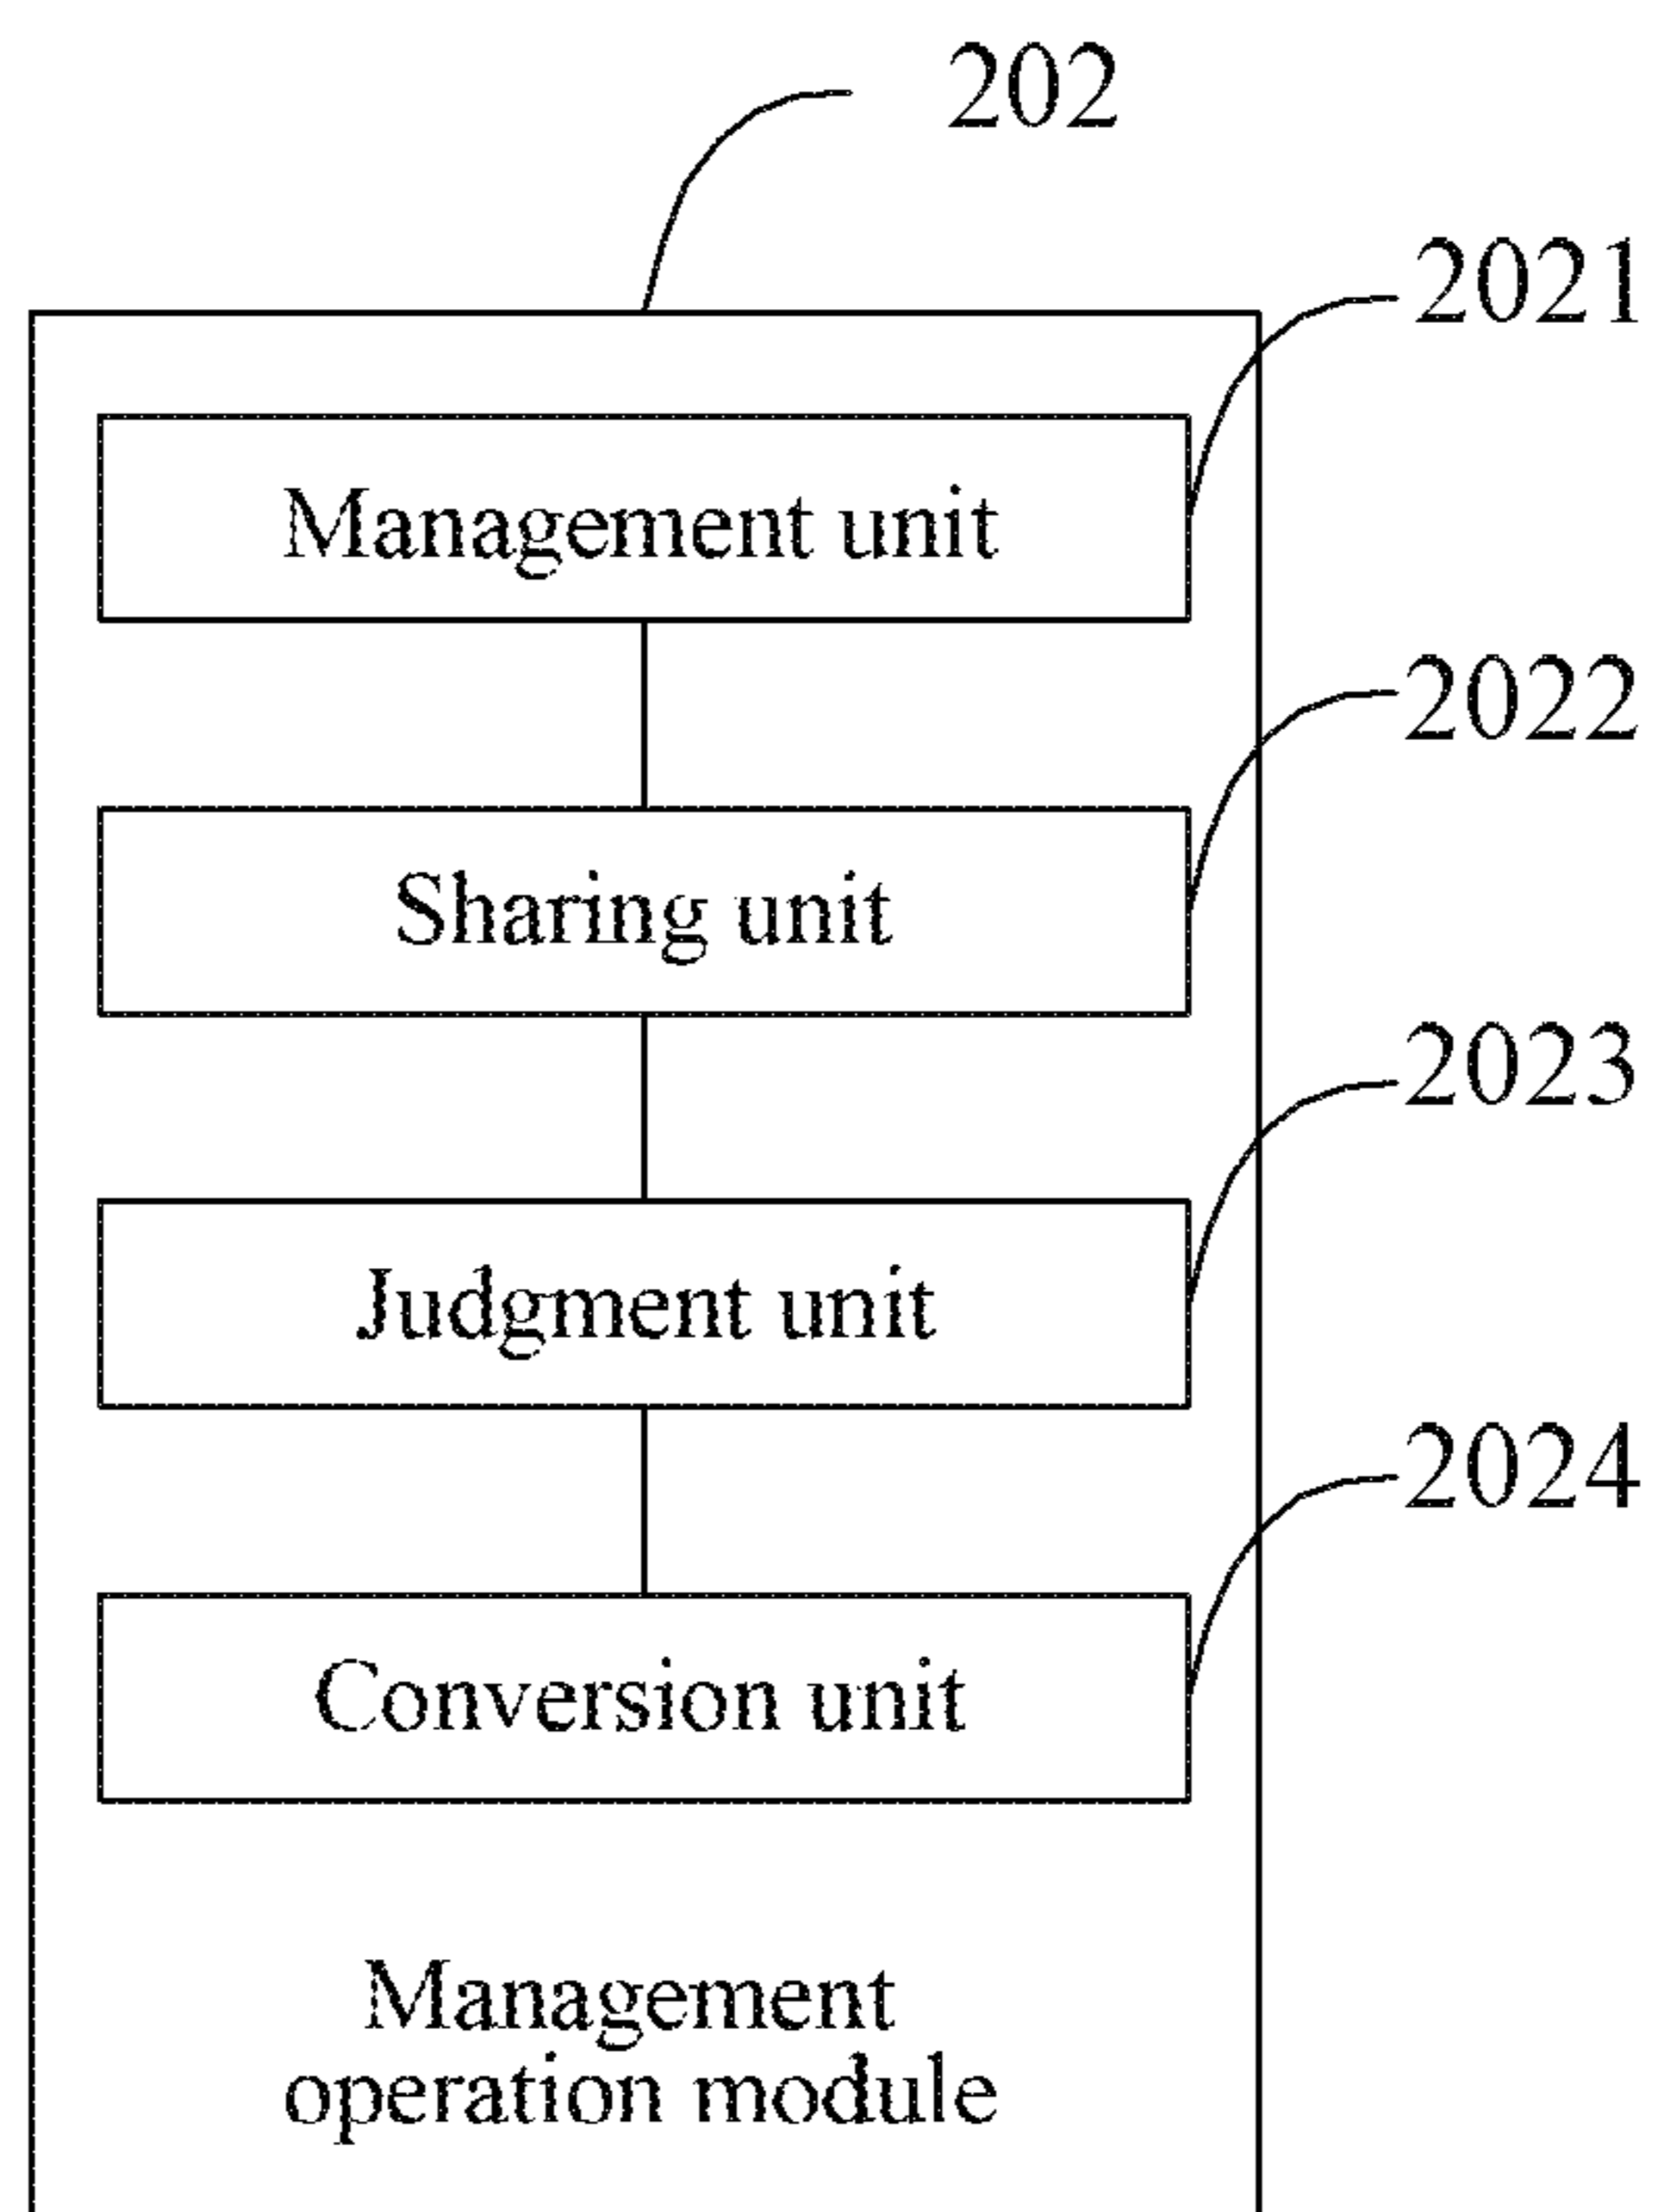 202
2021
Management unit
2022
Sharing unit
2023
Judgment unit
2024
Conversion unit
Management
operation module